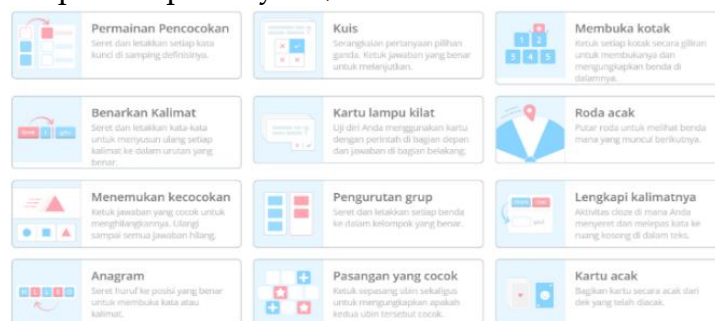 Permainan Pencocokan
Seret dan letakkan setiap kata
kunci di samping definisinya.
Kuis
Serangkaian pertanyaan pilihan
ganda. Ketuk jawaban yang benar
untuk melanjutkan.
Membuka kotak
Ketuk setiap kotak secara giliran
untuk membukanya dan
mengungkapkan benda di
dalamnya.
1 2
3 4 5
Benarkan Kalimat
Seret dan letakkan kata-kata
untuk menyusun ulang setiap
kalimat ke dalam urutan yang
benar.
Kartu lampu kilat
Uji diri Anda menggunakan kartu
dengan perintah di bagian depan
dan jawaban di bagian belakang.
Roda acak
Putar roda untuk melihat benda
mana yang muncul berikutnya.
Menemukan kecocokan
Ketuk jawaban yang cocok untuk
menghilangkannya. Ulangi
sampai semua jawaban hilang.
Pengurutan grup
Seret dan letakkan setiap benda
ke dalam kelompok yang benar.
Lengkapi kalimatnya
Aktivitas cloze di mana Anda
menyeret dan melepas kata ke
ruang kosong di dalam teks.
Anagram
Seret huruf ke posisi yang benar
untuk membuka kata atau
kalimat.
Pasangan yang cocok
Ketuk sepasang ubin sekaligus
untuk mengungkapkan apakah
kedua ubin tersebut cocok.
Kartu acak
Bagikan kartu secara acak dari
dek yang telah diacak.